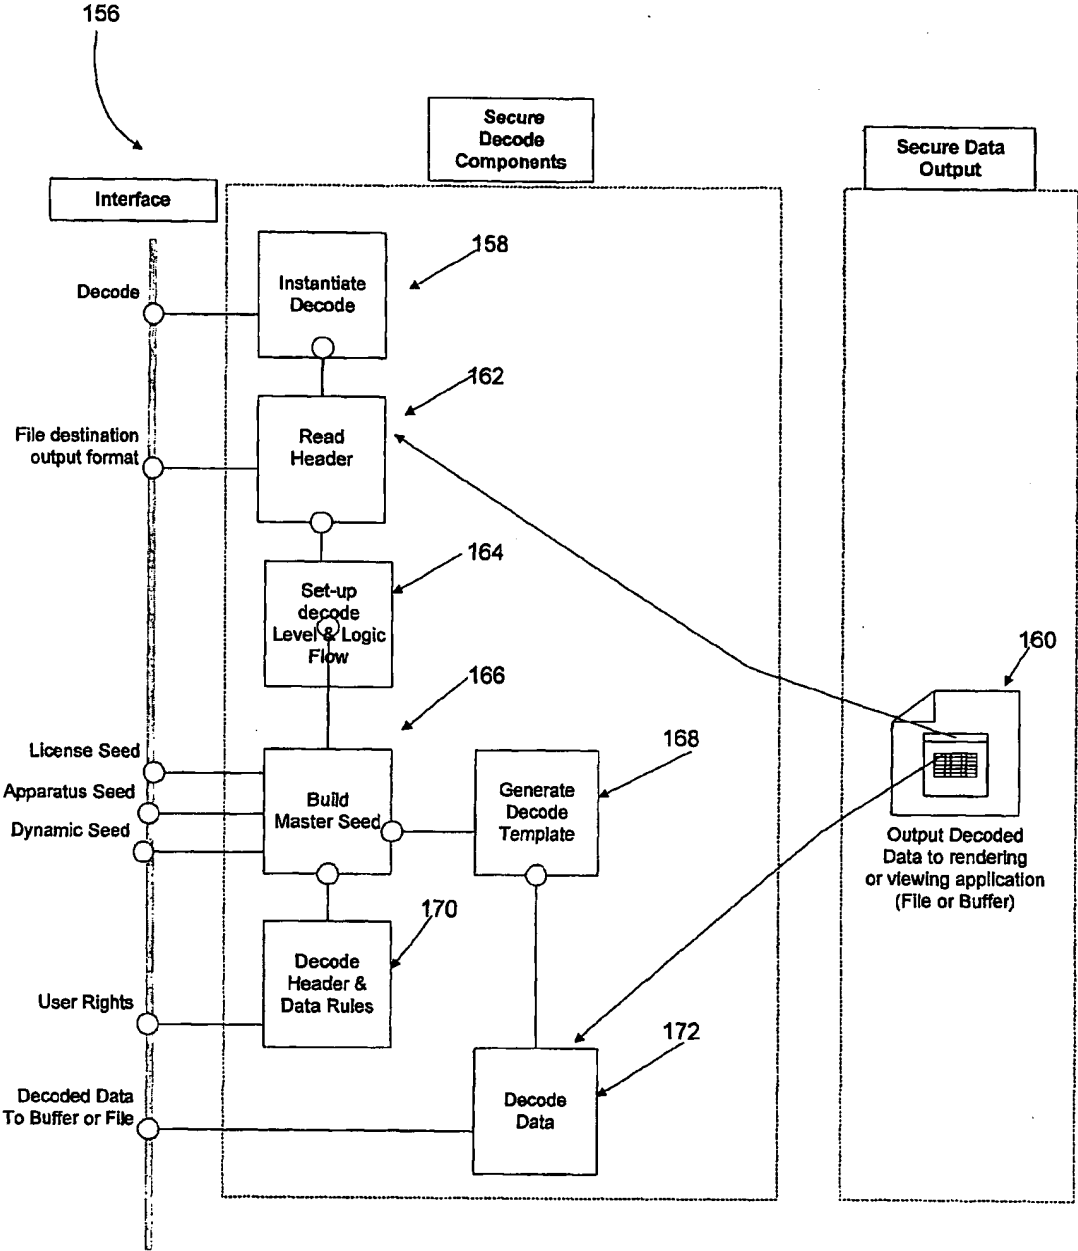 156
Secure
Decode
Components
Secure Data
Output
Interface
158
Instantiate
Decode
Decode
162
File destination
output format
Read
Header
164
Set-up
decode
Level & Logic
Flow
160
166
168
License Seed
Apparatus Seed
Dynamic Seed
Build
Master Seed
Generate
Decode
Template
Output Decoded
Data to rendering
or viewing application
(File or Buffer)
170
Decode
Header &
Data Rules
User Rights
172
Decoded Data
To Buffer or File
Decode
Data